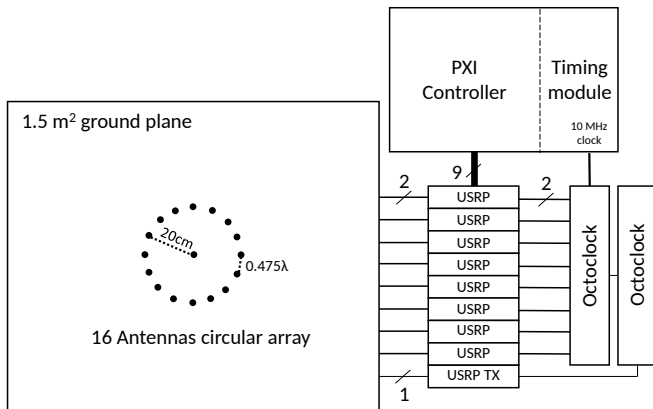 PXI
Controller
Timing
module
10 MHz
clock
1.5 m² ground plane
9
2
2
USRP
USRP
USRP
USRP
USRP
USRP
USRP
USRP
USRP TX
Octoclock
Octoclock
20cm
0.475λ
16 Antennas circular array
1